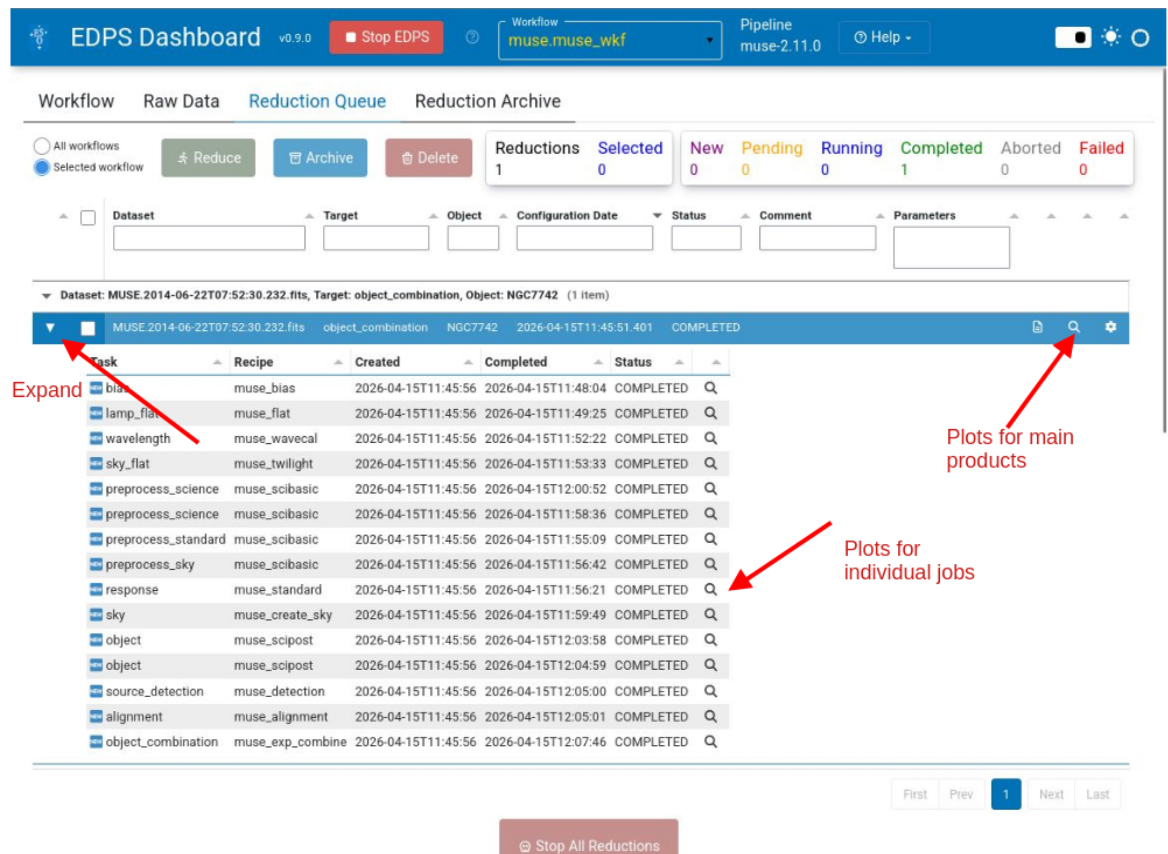 EDPS Dashboard v0.9.0 Stop EDPS Workflow muse.muse_wkf Pipeline muse-2.11.0 Help
Workflow Raw Data Reduction Queue Reduction Archive
All workflows
Selected workflow
Reduce Archive Delete
Reductions Selected New Pending Running Completed Aborted Failed
1 0 0 0 0 1 0 0
Dataset Target Object Configuration Date Status Comment Parameters
Dataset: MUSE.2014-06-22T07:52:30.232.fits, Target: object_combination, Object: NGC7742 (1 item)
MUSE.2014-06-22T07:52:30.232.fits object_combination NGC7742 2026-04-15T11:45:51.401 COMPLETED
Task Recipe Created Completed Status
Expand
bias muse_bias 2026-04-15T11:45:56 2026-04-15T11:48:04 COMPLETED
lamp_flat muse_flat 2026-04-15T11:45:56 2026-04-15T11:49:25 COMPLETED
wavelength muse_wavecal 2026-04-15T11:45:56 2026-04-15T11:52:22 COMPLETED
sky_flat muse_twilight 2026-04-15T11:45:56 2026-04-15T11:53:33 COMPLETED
preprocess_science muse_scibasic 2026-04-15T11:45:56 2026-04-15T12:00:52 COMPLETED
preprocess_science muse_scibasic 2026-04-15T11:45:56 2026-04-15T11:58:36 COMPLETED
preprocess_standard muse_scibasic 2026-04-15T11:45:56 2026-04-15T11:55:09 COMPLETED
preprocess_sky muse_scibasic 2026-04-15T11:45:56 2026-04-15T11:56:42 COMPLETED
response muse_standard 2026-04-15T11:45:56 2026-04-15T11:56:21 COMPLETED
sky muse_create_sky 2026-04-15T11:45:56 2026-04-15T11:59:49 COMPLETED
object muse_scipost 2026-04-15T11:45:56 2026-04-15T12:03:58 COMPLETED
object muse_scipost 2026-04-15T11:45:56 2026-04-15T12:04:59 COMPLETED
source_detection muse_detection 2026-04-15T11:45:56 2026-04-15T12:05:00 COMPLETED
alignment muse_alignment 2026-04-15T11:45:56 2026-04-15T12:05:01 COMPLETED
object_combination muse_exp_combine 2026-04-15T11:45:56 2026-04-15T12:07:46 COMPLETED
Plots for main
products
Plots for
individual jobs
First Prev 1 Next Last
Stop All Reductions